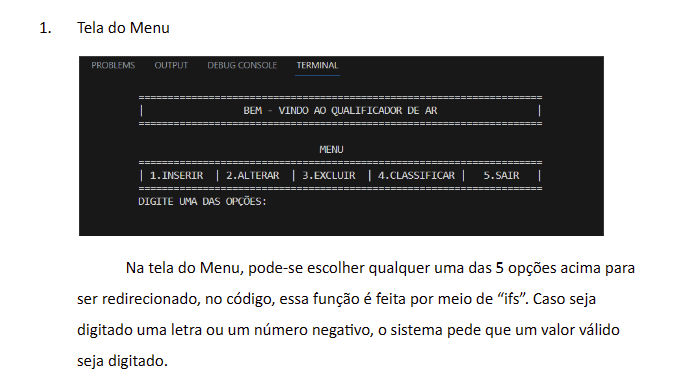 1. Tela do Menu
PROBLEMS OUTPUT DEBUG CONSOLE TERMINAL
=====================================================================
| BEM - VINDO AO QUALIFICADOR DE AR |
=====================================================================
MENU
=====================================================================
| 1.INSERIR | 2.ALTERAR | 3.EXCLUIR | 4.CLASSIFICAR | 5.SAIR |
=====================================================================
DIGITE UMA DAS OPÇÕES:
Na tela do Menu, pode-se escolher qualquer uma das 5 opções acima para
ser redirecionado, no código, essa função é feita por meio de “ifs”. Caso seja
digitado uma letra ou um número negativo, o sistema pede que um valor válido
seja digitado.